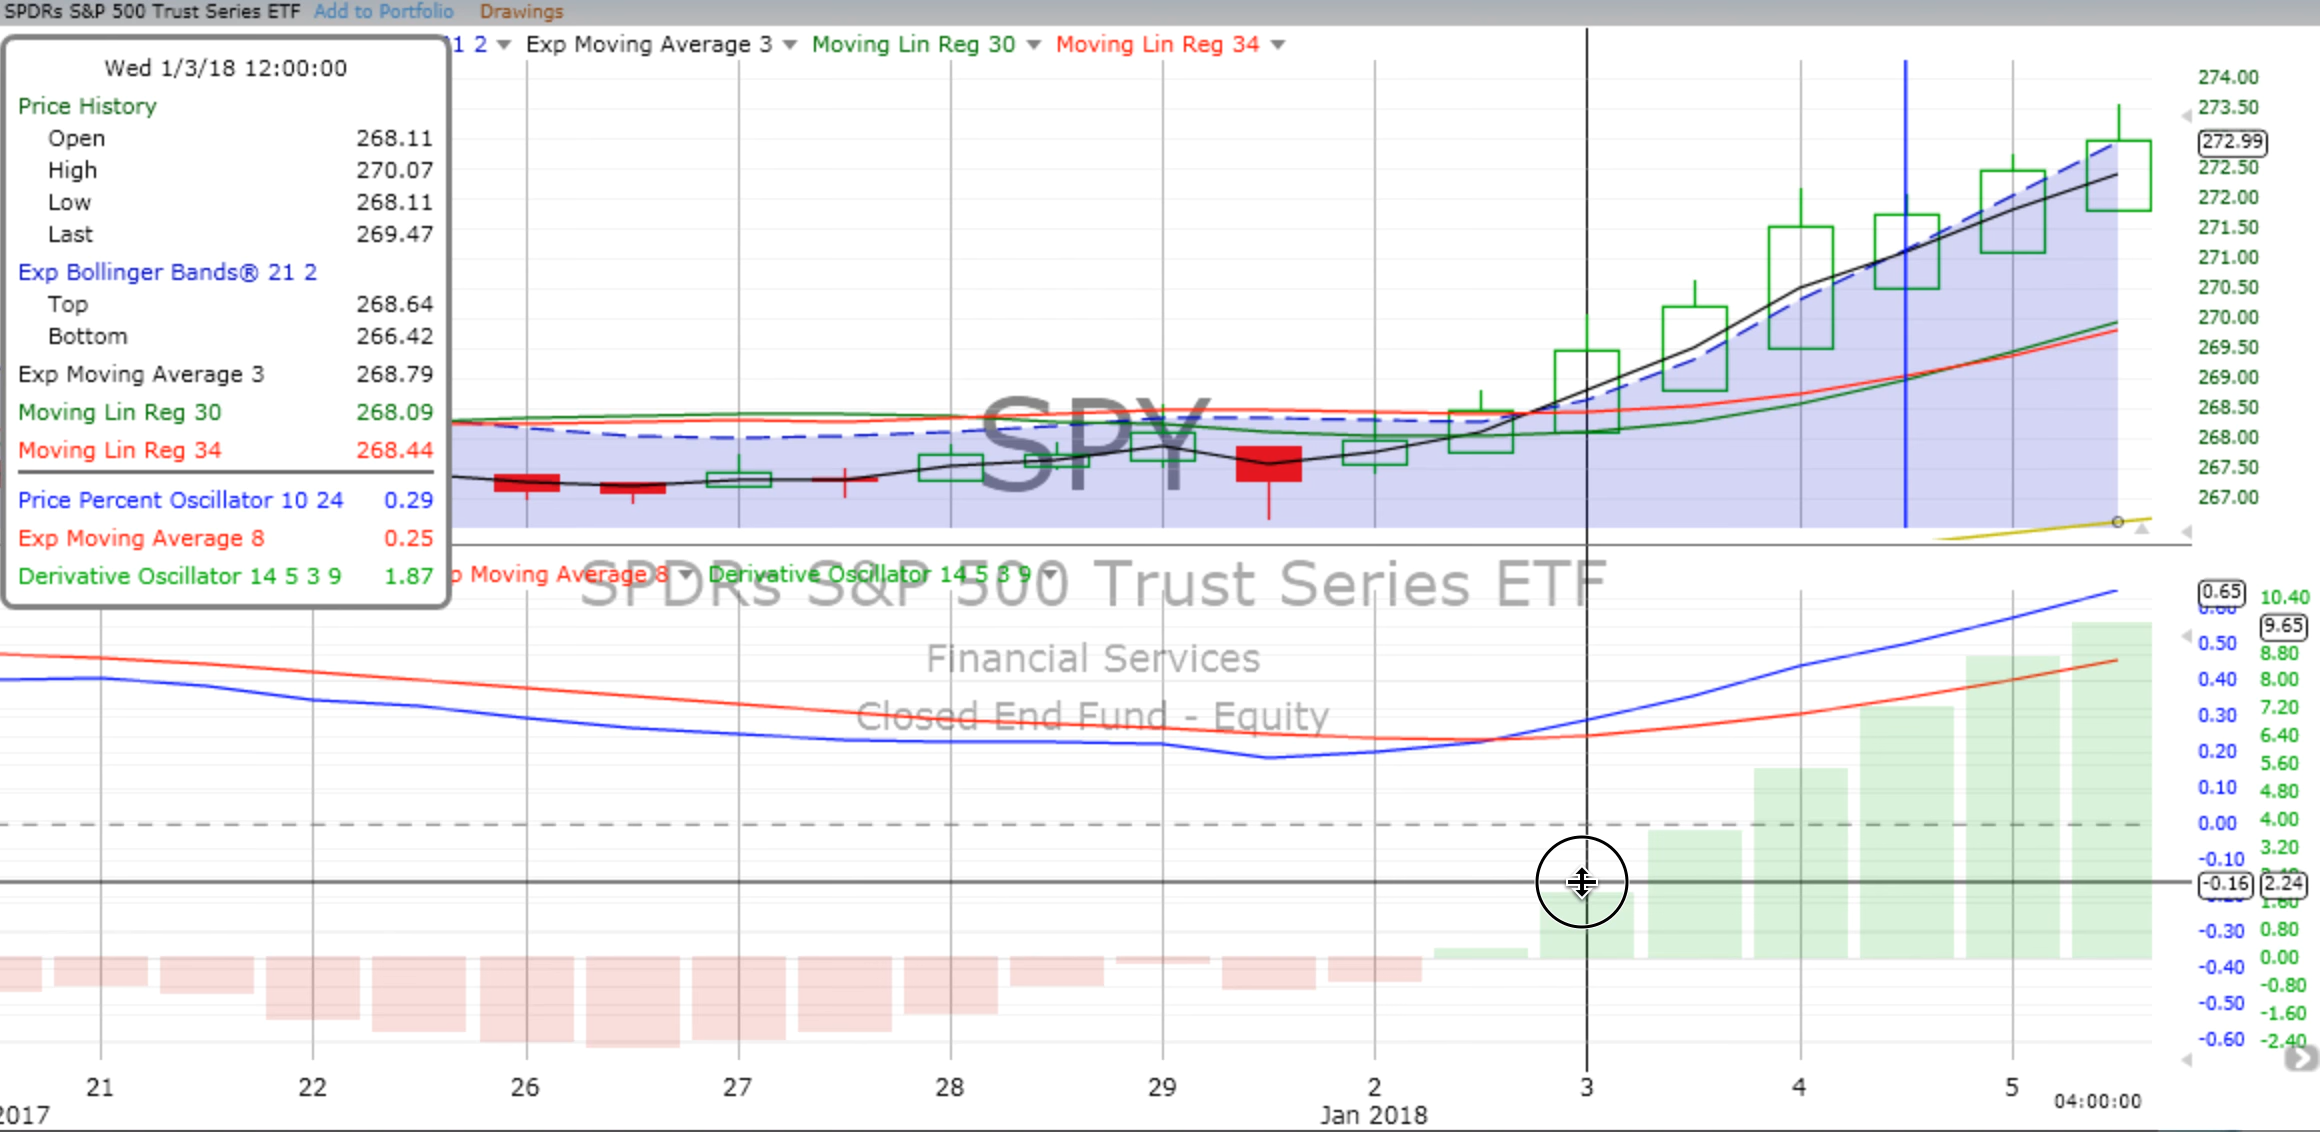 SPDRs S&P 500 Trust Series ETF Add to Portfolio Drawings
1 2 Exp Moving Average 3 Moving Lin Reg 30 Moving Lin Reg 34
Wed 1/3/18 12:00:00
Price History
Open 268.11
High 270.07
Low 268.11
Last 269.47
Exp Bollinger Bands® 21 2
Top 268.64
Bottom 266.42
Exp Moving Average 3 268.79
Moving Lin Reg 30 268.09
Moving Lin Reg 34 268.44
Price Percent Oscillator 10 24 0.29
Exp Moving Average 8 0.25
Derivative Oscillator 14 5 3 9 1.87
274.00
273.50
272.99
272.50
272.00
271.50
271.00
270.50
270.00
269.50
269.00
268.50
268.00
267.50
267.00
SPY
p Moving Average 8 Derivative Oscillator 14 5 3 9
SPDRs S&P 500 Trust Series ETF
Financial Services
Closed End Fund - Equity
0.65 10.40
0.60 9.65
0.50 8.80
0.40 8.00
0.30 7.20
0.20 6.40
5.60
0.10 4.80
0.00 4.00
-0.10 3.20
-0.16 2.24
1.60
-0.30 0.80
0.00
-0.40 -0.80
-0.50 -1.60
-0.60 -2.40
21 22 26 27 28 29 2 3 4 5
2017 Jan 2018 04:00:00